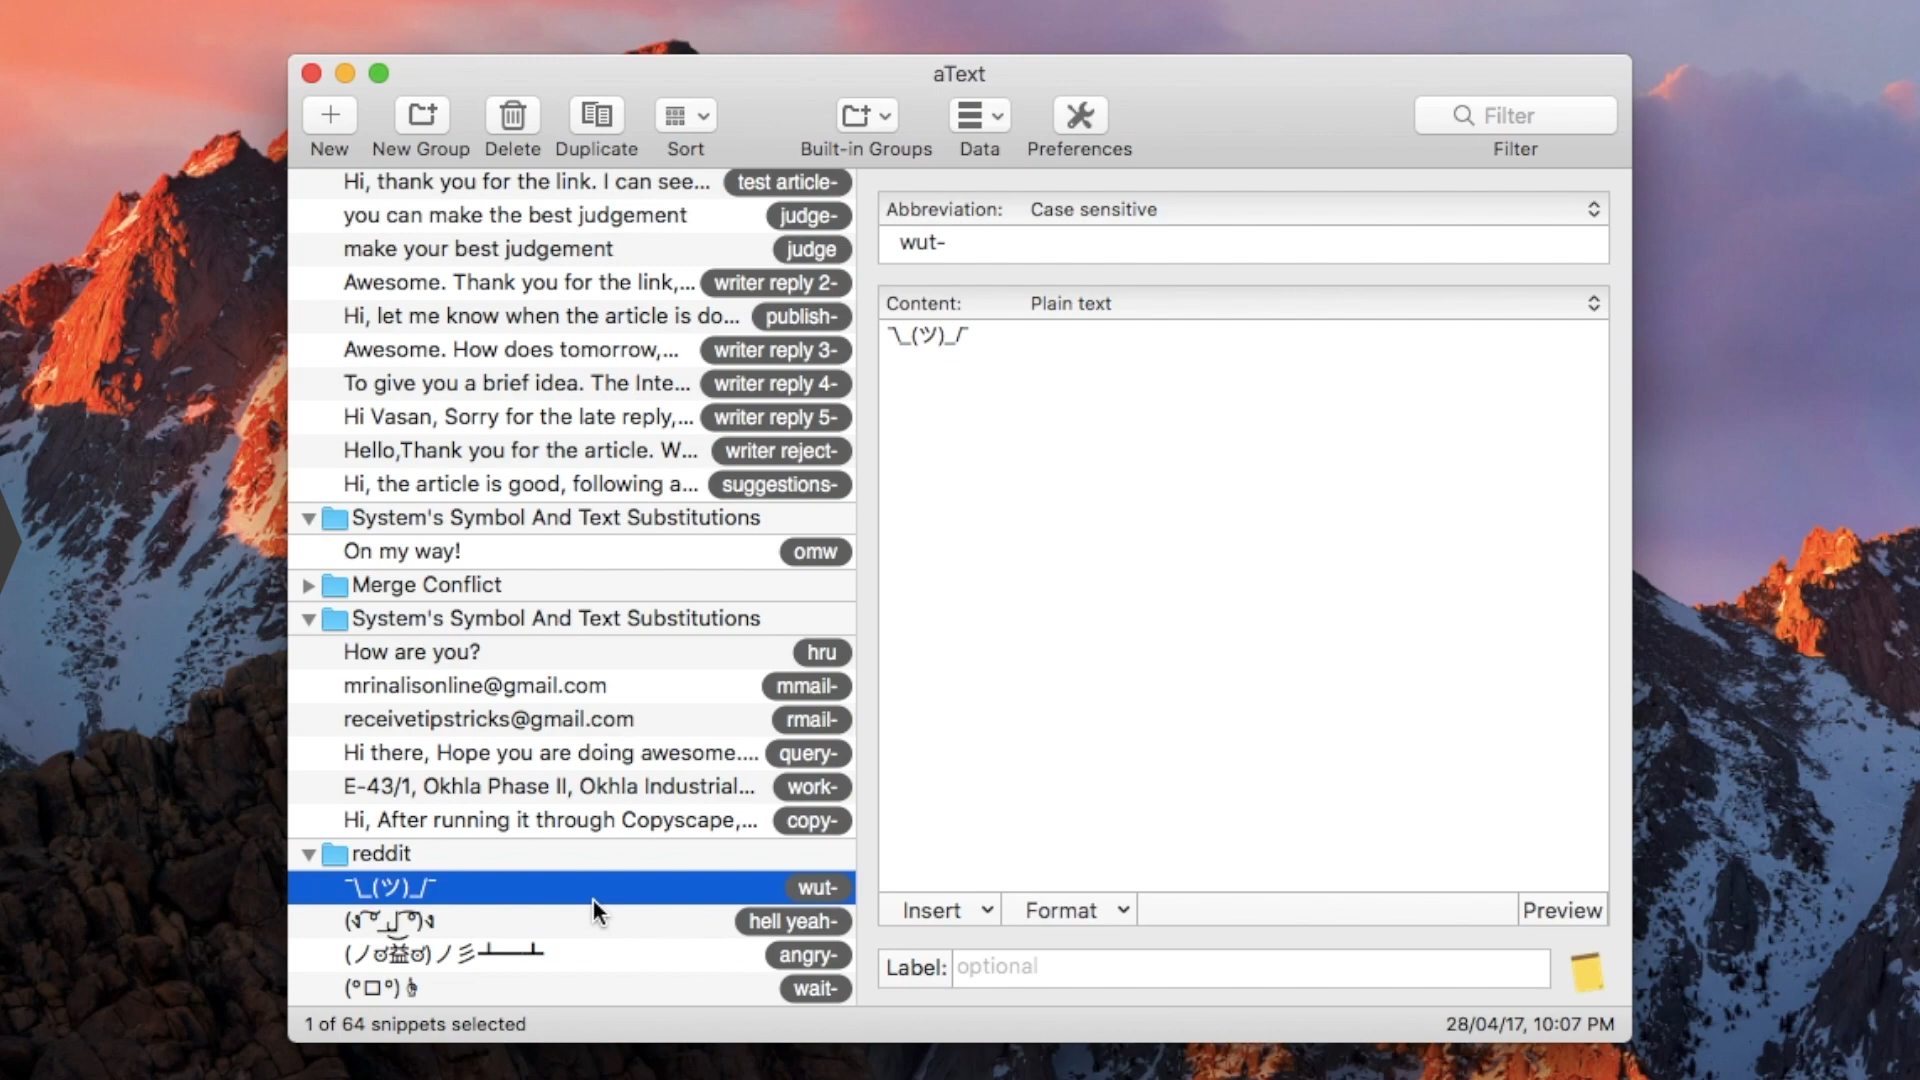 aText
New
New Group
Delete
Duplicate
Sort
Built-in Groups
Data
Preferences
Filter
Filter
Hi, thank you for the link. I can see... test article-
you can make the best judgement judge-
make your best judgement judge
Awesome. Thank you for the link,... writer reply 2-
Hi, let me know when the article is do... publish-
Awesome. How does tomorrow,... writer reply 3-
To give you a brief idea. The Inte... writer reply 4-
Hi Vasan, Sorry for the late reply,... writer reply 5-
Hello,Thank you for the article. W... writer reject-
Hi, the article is good, following a... suggestions-
System's Symbol And Text Substitutions
On my way! omw
Merge Conflict
System's Symbol And Text Substitutions
How are you? hru
mrinalisonline@gmail.com mmail-
receivetipstricks@gmail.com rmail-
Hi there, Hope you are doing awesome.... query-
E-43/1, Okhla Phase II, Okhla Industrial... work-
Hi, After running it through Copyscape,... copy-
reddit
¯\_(ツ)_/¯ wut-
(ง ͠° ͟ل͜ ͡°)ง hell yeah-
(ノಠ益ಠ)ノ彡┻━┻ angry-
(°ロ°)☝ wait-
1 of 64 snippets selected
Abbreviation: Case sensitive
wut-
Content: Plain text
¯\_(ツ)_/¯
Insert
Format
Preview
Label: optional
28/04/17, 10:07 PM